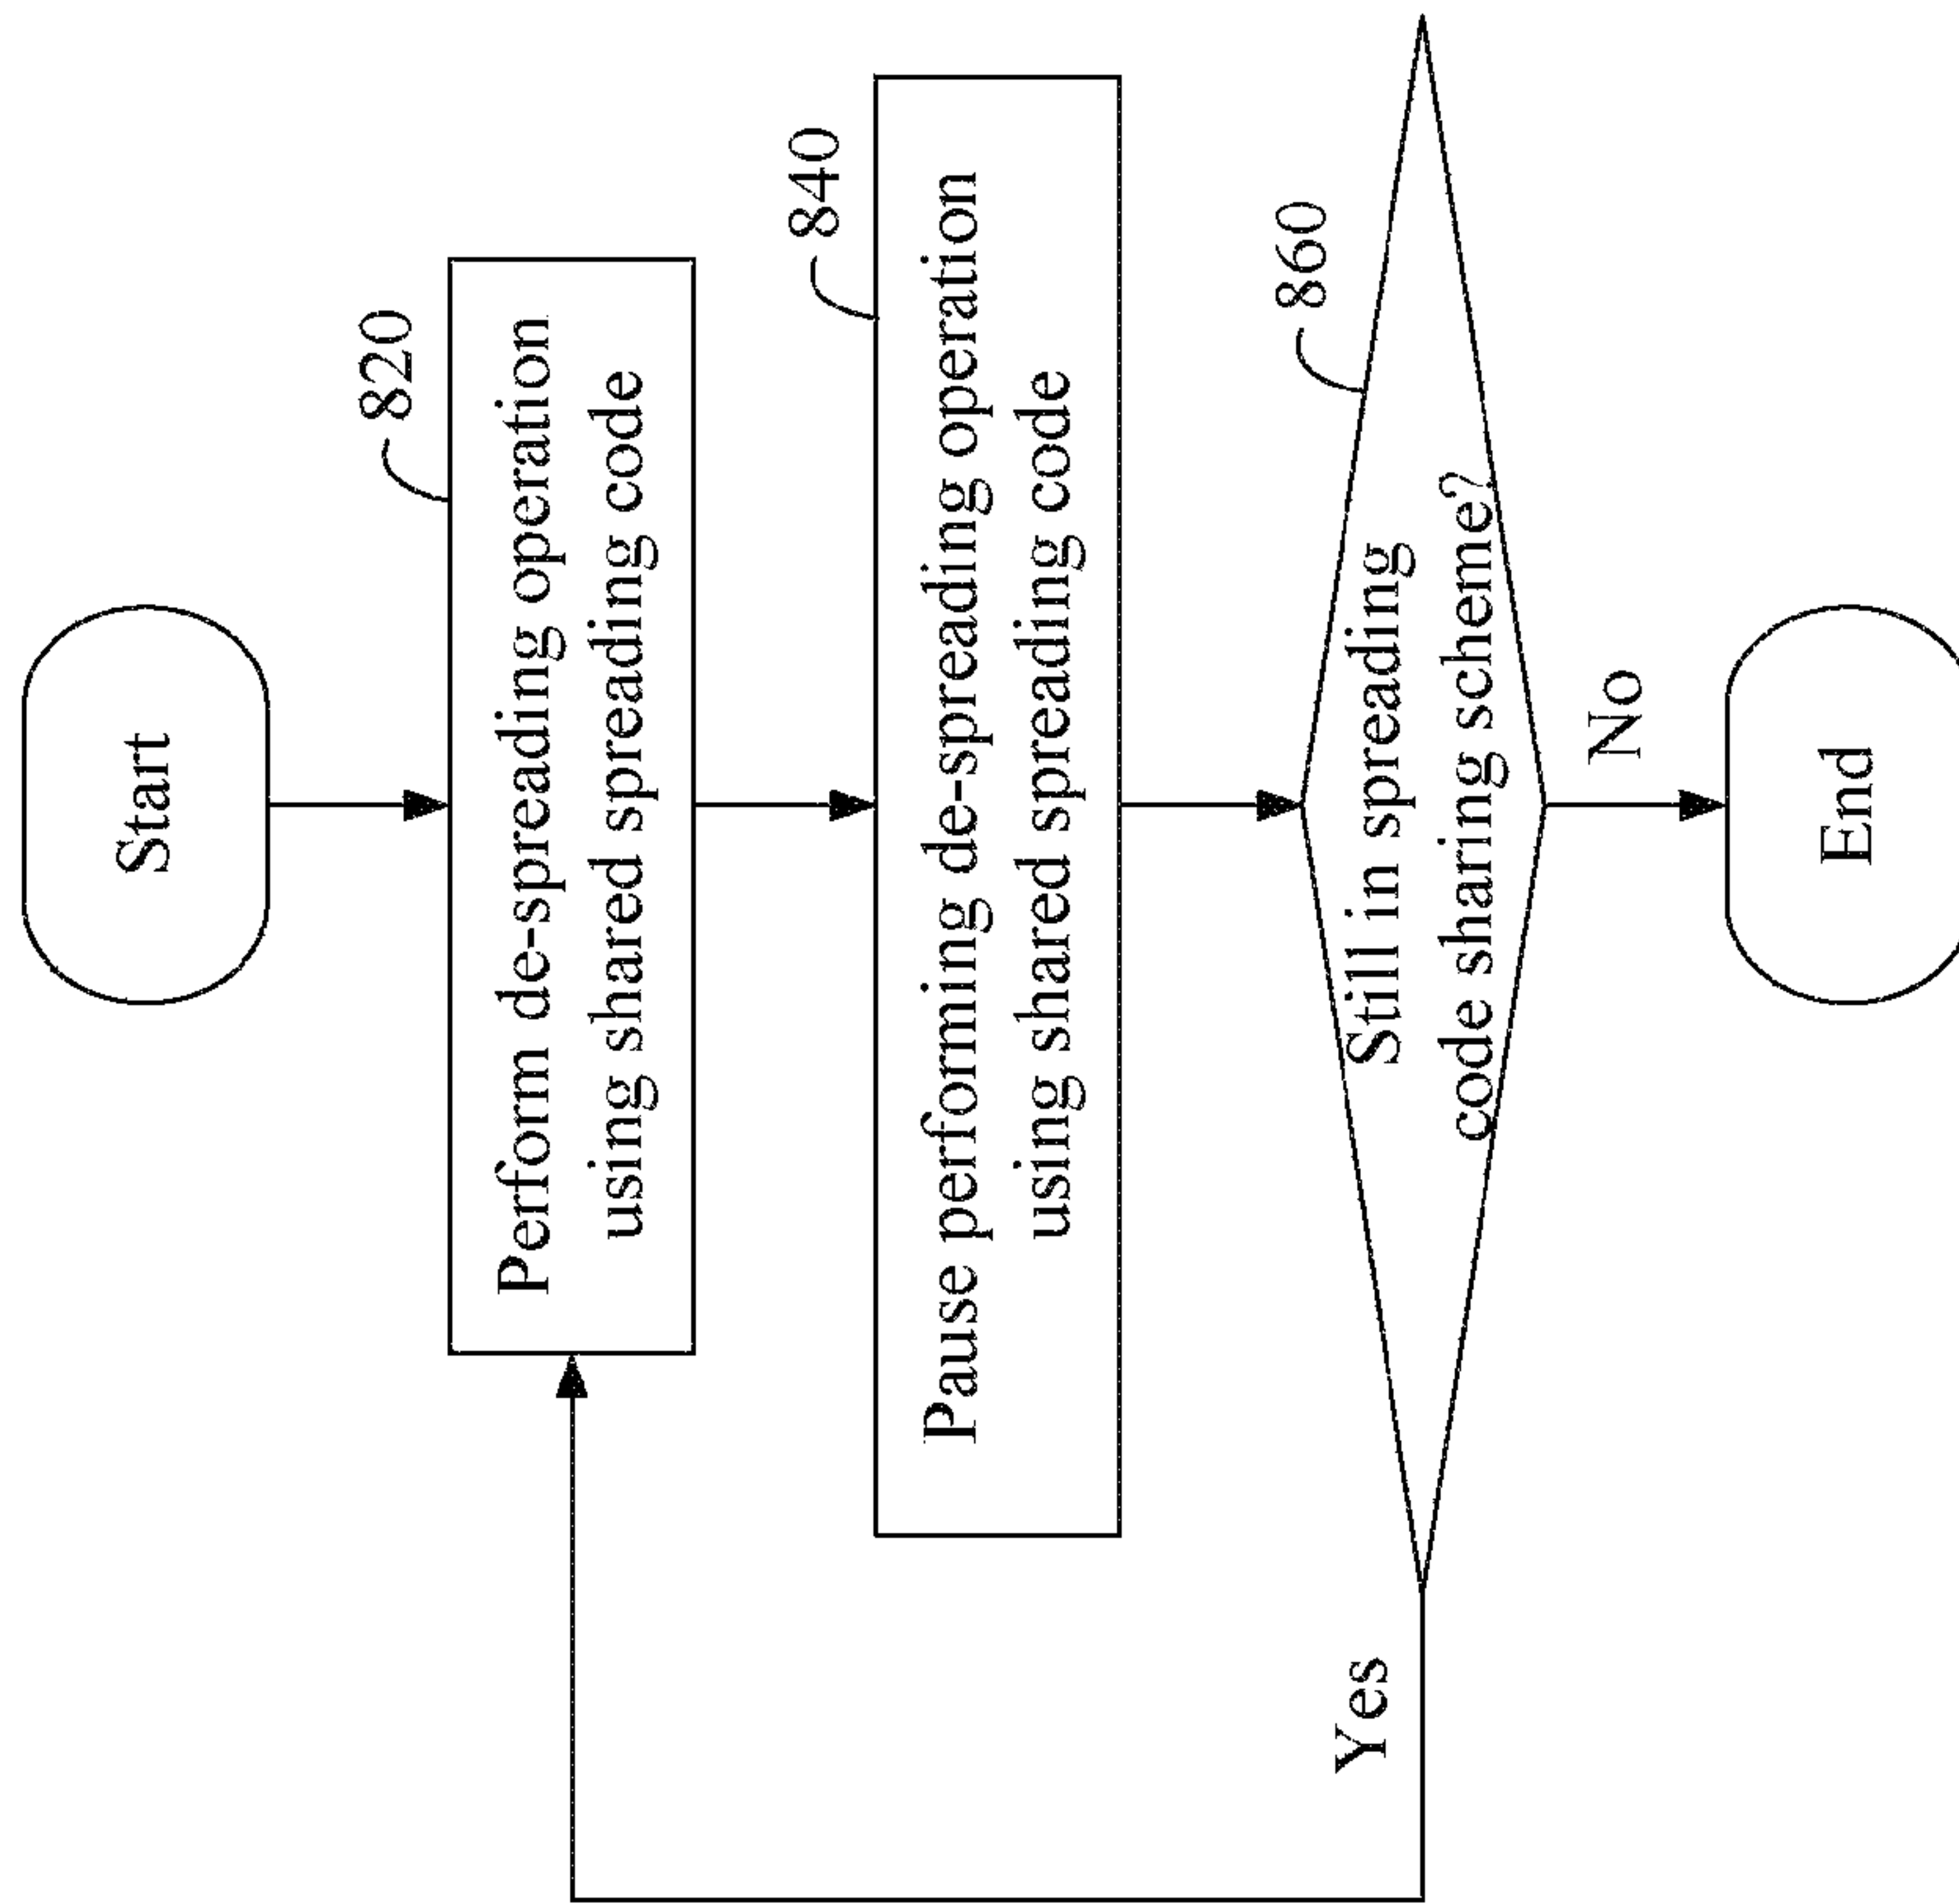 Start
820
Perform de-spreading operation
using shared spreading code
840
Pause performing de-spreading operation
using shared spreading code
860
Still in spreading
code sharing scheme?
Yes
No
End